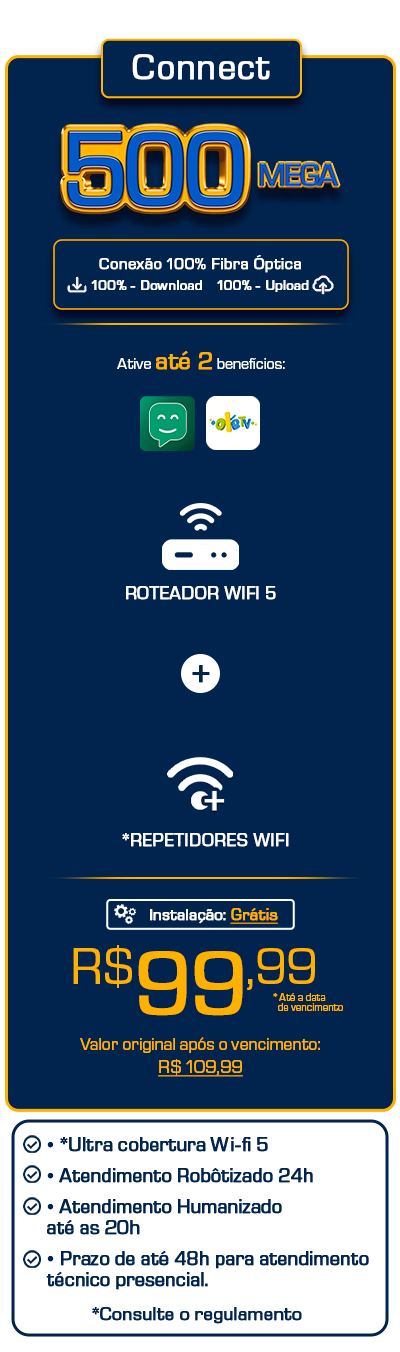 Connect
500 MEGA
Conexão 100% Fibra Óptica
100% - Download 100% - Upload
Ative até 2 benefícios:
ROTEADOR WIFI 5
*REPETIDORES WIFI
Instalação: Grátis
R$99,99
* Até a data
de vencimento
Valor original após o vencimento:
R$ 109,99
• *Ultra cobertura Wi-fi 5
• Atendimento Robôtizado 24h
• Atendimento Humanizado
até as 20h
• Prazo de até 48h para atendimento
técnico presencial.
*Consulte o regulamento